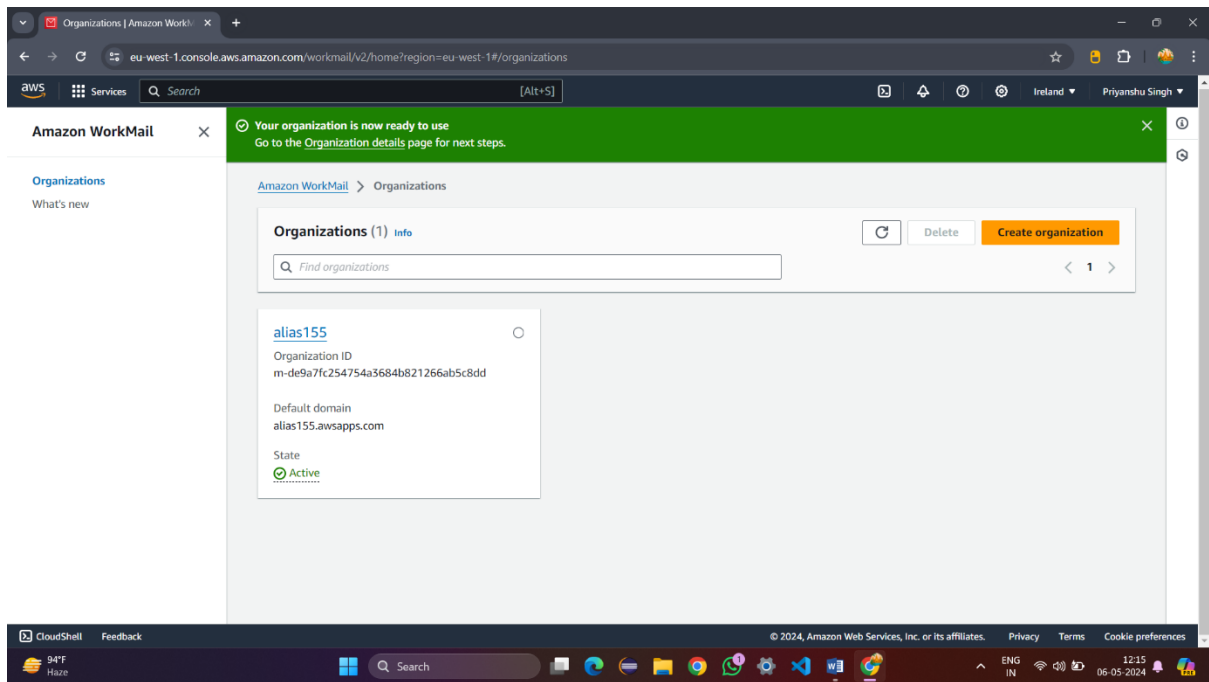 Organizations | Amazon WorkM
eu-west-1.console.aws.amazon.com/workmail/v2/home?region=eu-west-1#/organizations
aws Services Search [Alt+S] Ireland Priyanshu Singh
Amazon WorkMail
Organizations
What's new
Your organization is now ready to use
Go to the Organization details page for next steps.
Amazon WorkMail > Organizations
Organizations (1) Info Delete Create organization
Find organizations 1
alias155
Organization ID
m-de9a7fc254754a3684b821266ab5c8dd
Default domain
alias155.awsapps.com
State
Active
CloudShell Feedback © 2024, Amazon Web Services, Inc. or its affiliates. Privacy Terms Cookie preferences
94°F
Haze
Search
1
ENG
IN
12:15
06-05-2024
PRE